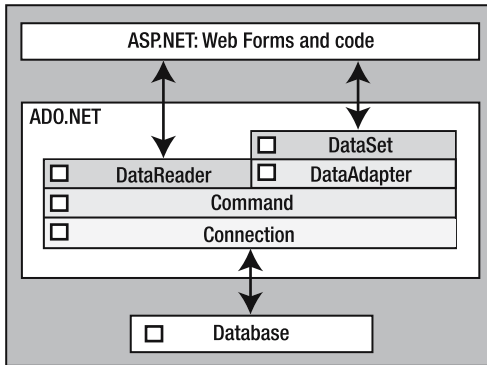 ASP.NET: Web Forms and code
ADO.NET
DataSet
DataReader
DataAdapter
Command
Connection
Database